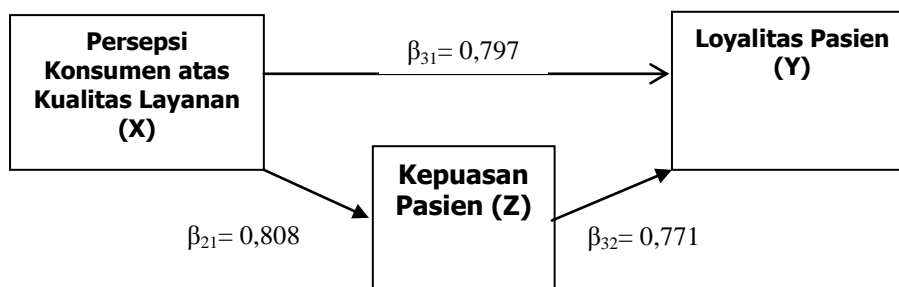 Persepsi
Konsumen atas
Kualitas Layanan
(X)
β31= 0,797
Loyalitas Pasien
(Y)
Kepuasan
Pasien (Z)
β21= 0,808
β32= 0,771